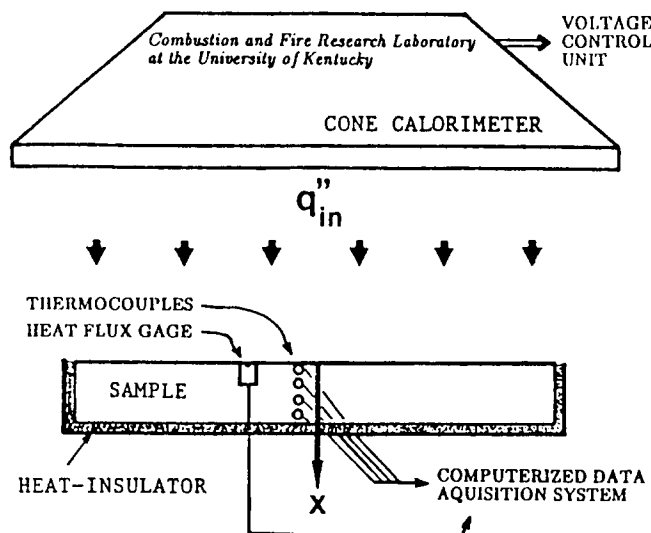 VOLTAGE
CONTROL
UNIT
Combustion and Fire Research Laboratory
at the University of Kentucky
CONE CALORIMETER
q"in
THERMOCOUPLES
HEAT FLUX GAGE
SAMPLE
HEAT-INSULATOR
X
COMPUTERIZED DATA
AQUISITION SYSTEM